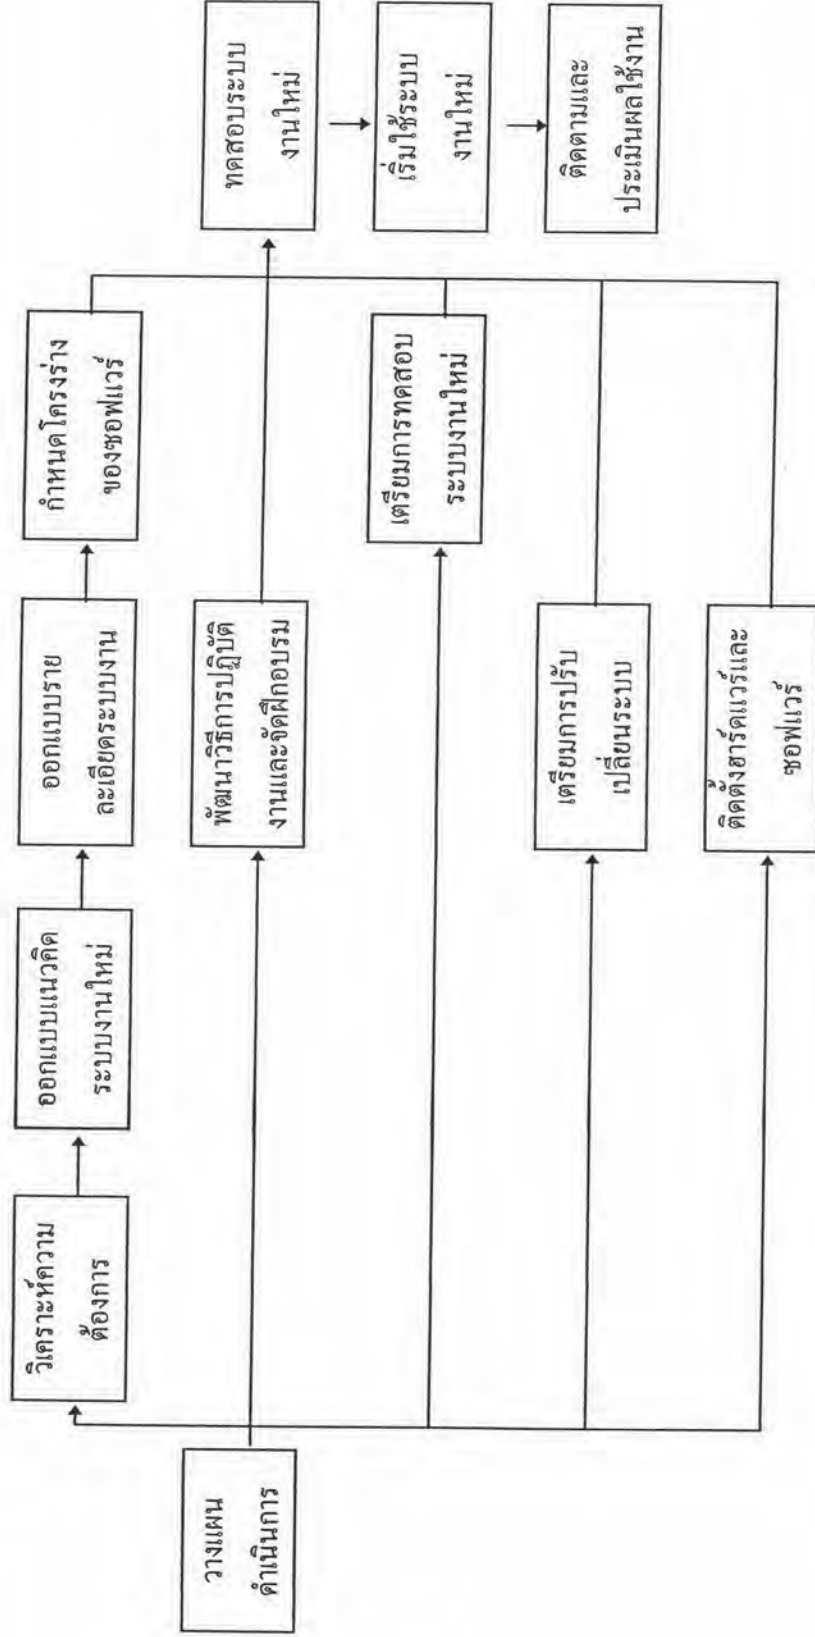 วางแผน
ดำเนินการ
วิเคราะห์ความ
ต้องการ
ออกแบบแนวคิด
ระบบงานใหม่
ออกแบบราย
ละเอียดระบบงาน
กำหนดโครงร่าง
ของซอฟแวร์
พัฒนาวิธีการปฏิบัติ
งานและจัดฝึกอบรม
เตรียมการทดสอบ
ระบบงานใหม่
เตรียมการปรับ
เปลี่ยนระบบ
ติดตั้งฮาร์ดแวร์และ
ซอฟแวร์
ทดสอบระบบ
งานใหม่
เริ่มใช้ระบบ
งานใหม่
ติดตามและ
ประเมินผลใช้งาน